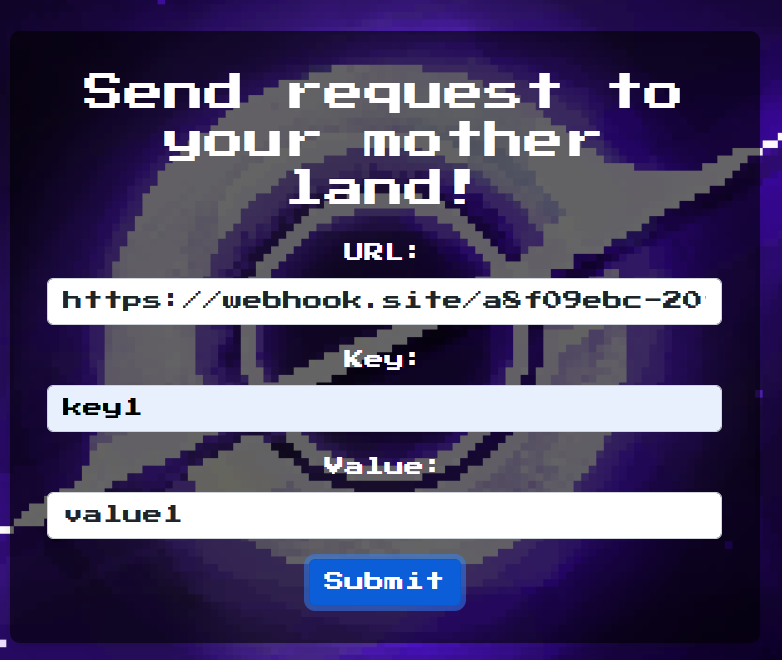 Send request to
your mother
land!
URL:
https://webhook.site/a8f09ebc-20
Key:
key1
Value:
value1
Submit